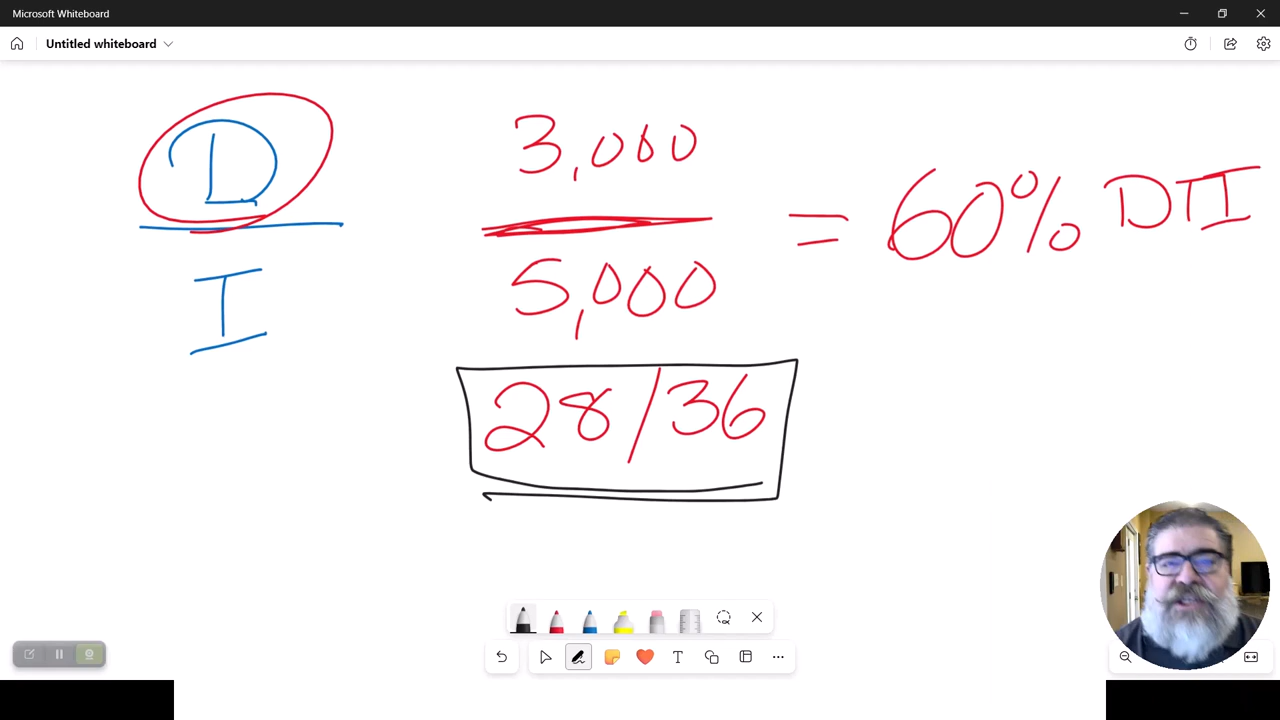 Microsoft Whiteboard
Untitled whiteboard
D
I
3,000
5,000
= 60% DTI
28/36
T